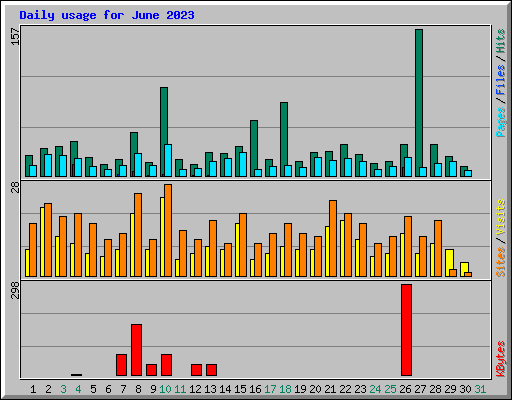 Daily usage for June 2023
157
Pages / Files / Hits
28
Sites / Visits
298
KBytes
1 2 3 4 5 6 7 8 9 10 11 12 13 14 15 16 17 18 19 20 21 22 23 24 25 26 27 28 29 30 31